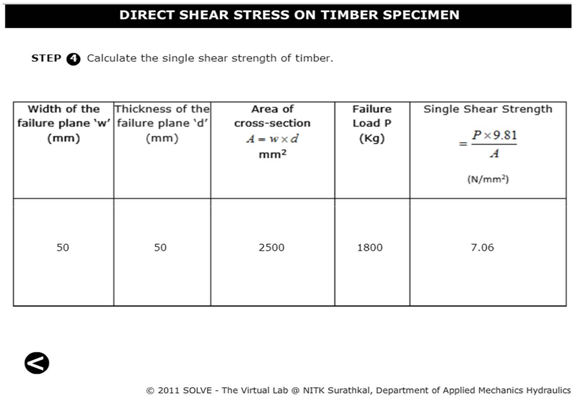 DIRECT SHEAR STRESS ON TIMBER SPECIMEN
STEP 4 Calculate the single shear strength of timber.
Width of the failure plane 'w' (mm)
Thickness of the failure plane 'd' (mm)
Area of cross-section A = w × d mm²
Failure Load P (Kg)
Single Shear Strength = P×9.81 / A (N/mm²)
50 50 2500 1800 7.06
<
© 2011 SOLVE - The Virtual Lab @ NITK Surathkal, Department of Applied Mechanics Hydraulics